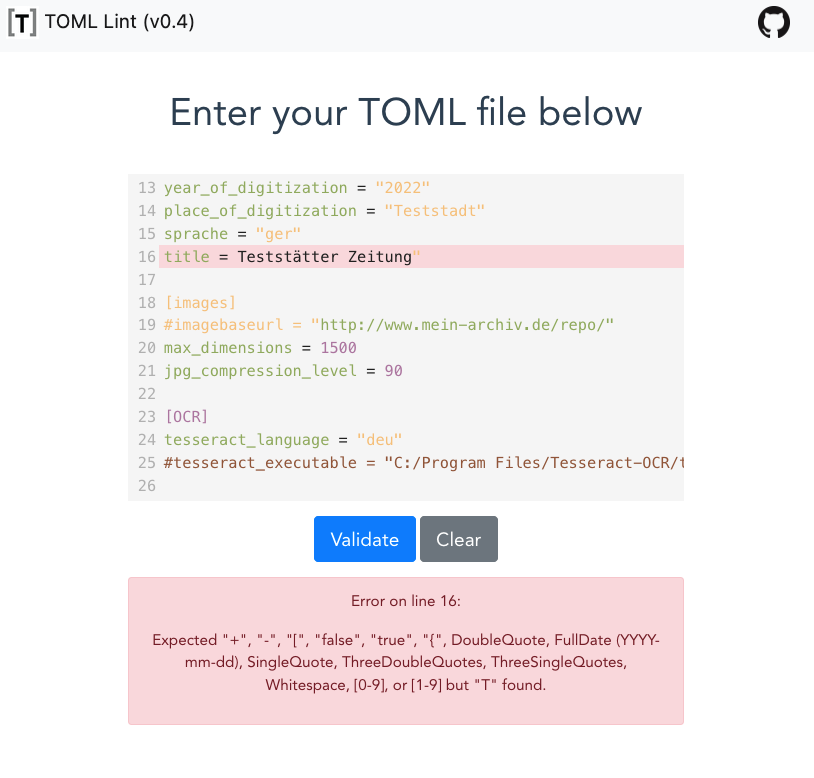 [T] TOML Lint (v0.4)
Enter your TOML file below
13 year_of_digitization = "2022"
14 place_of_digitization = "Teststadt"
15 sprache = "ger"
16 title = Teststätter Zeitung"
17
18 [images]
19 #imagebaseurl = "http://www.mein-archiv.de/repo/"
20 max_dimensions = 1500
21 jpg_compression_level = 90
22
23 [OCR]
24 tesseract_language = "deu"
25 #tesseract_executable = "C:/Program Files/Tesseract-OCR/t
26
Validate Clear
Error on line 16:
Expected "+", "-", "[", "false", "true", "{", DoubleQuote, FullDate (YYYY-
mm-dd), SingleQuote, ThreeDoubleQuotes, ThreeSingleQuotes,
Whitespace, [0-9], or [1-9] but "T" found.